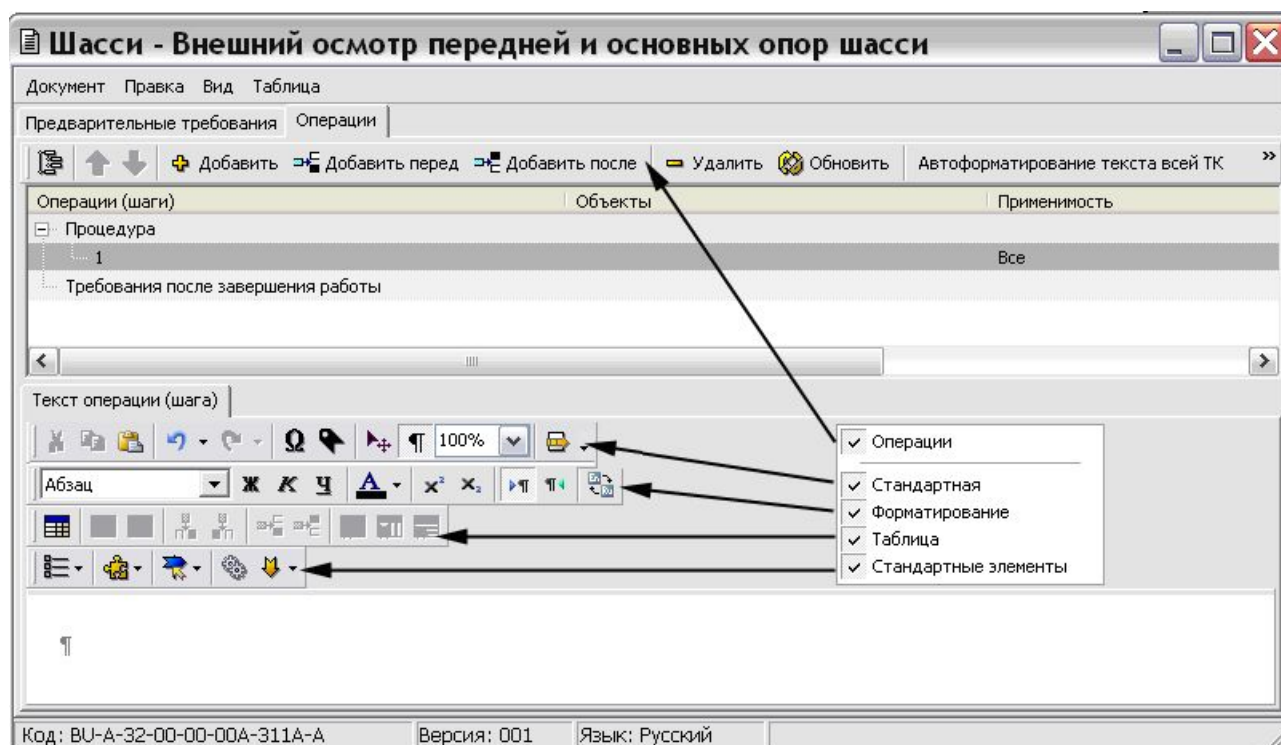 Шасси - Внешний осмотр передней и основных опор шасси
Документ Правка Вид Таблица
Предварительные требования Операции
Добавить Добавить перед Добавить после Удалить Обновить Автоформатирование текста всей ТК »
Операции (шаги) Объекты Применимость
Процедура
1 Все
Требования после завершения работы
Текст операции (шага)
Ω ¶ 100%
Абзац Ж К Ч А x² x₂ ¶ ¶
Операции
Стандартная
Форматирование
Таблица
Стандартные элементы
¶
Код: BU-A-32-00-00-00A-311A-A Версия: 001 Язык: Русский